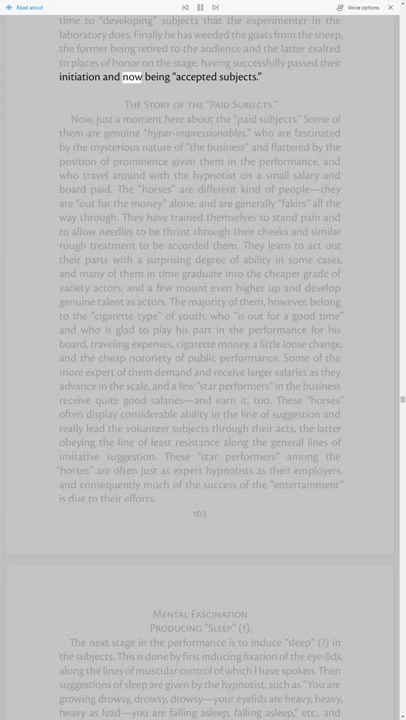 Read aloud
Voice options
time to "developing" subjects that the experimenter in the
laboratory does. Finally he has weeded the goats from the sheep,
the former being retired to the audience and the latter exalted
to places of honor on the stage, having successfully passed their
initiation and now being “accepted subjects.”
The Story of the “Paid Subjects.”
Now, just a moment here about the “paid subjects.” Some of
them are genuine “hyper-impressionables,” who are fascinated
by the mysterious nature of “the business” and flattered by the
position of prominence given them in the performance, and
who travel around with the hypnotist on a small salary and
board paid. The “horses” are different kind of people—they
are “out for the money” alone, and are generally “fakirs” all the
way through. They have trained themselves to stand pain and
to allow needles to be thrust through their cheeks and similar
rough treatment to be accorded them. They learn to act out
their parts with a surprising degree of ability in some cases,
and many of them in time graduate into the cheaper grade of
variety actors, and a few mount even higher up and develop
genuine talent as actors. The majority of them, however, belong
to the “cigarette type” of youth, who “is out for a good time”
and who is glad to play his part in the performance for his
board, traveling expenses, cigarette money, a little loose change,
and the cheap notoriety of public performance. Some of the
more expert of them demand and receive larger salaries as they
advance in the scale, and a few “star performers” in the business
receive quite good salaries—and earn it, too. These “horses”
often display considerable ability in the line of suggestion and
really lead the volunteer subjects through their acts, the latter
obeying the line of least resistance along the general lines of
imitative suggestion. These “star performers” among the
“horses” are often just as expert hypnotists as their employers,
and consequently much of the success of the “entertainment”
is due to their efforts.
103
Mental Fascination
Producing “Sleep” (?).
The next stage in the performance is to induce “sleep” (?) in
the subjects. This is done by first inducing fixation of the eye-lids,
along the lines of muscular control of which I have spoken. Then
suggestions of sleep are given by the hypnotist, such as “You are
growing drowsy, drowsy, drowsy—your eyelids are heavy, heavy,
heavy as lead—you are falling asleep, falling asleep,” etc., and